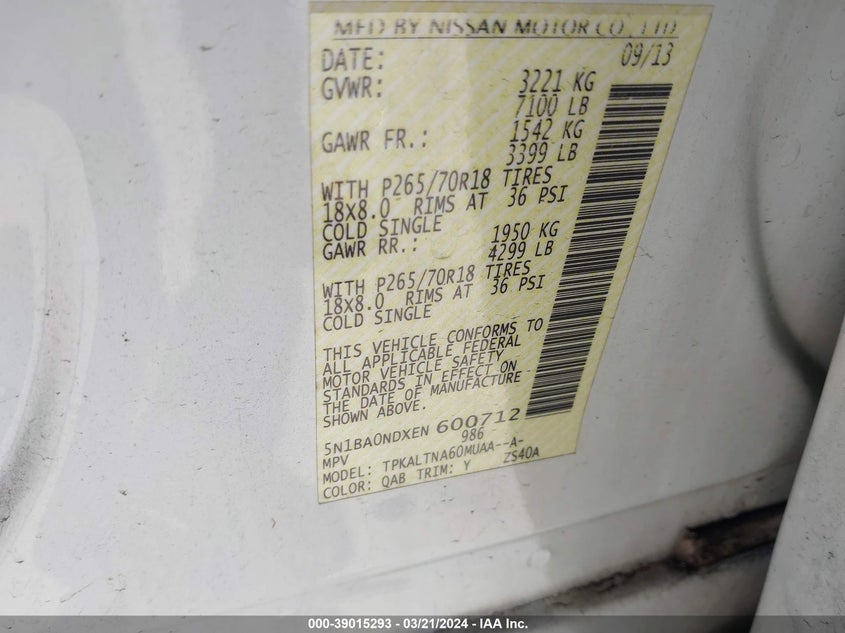 MFD BY NISSAN MOTOR CO., LTD
DATE: 09/13
GVWR: 3221 KG
7100 LB
GAWR FR.: 1542 KG
3399 LB
WITH P265/70R18 TIRES
18X8.0 RIMS AT 36 PSI
COLD SINGLE
GAWR RR.: 1950 KG
4299 LB
WITH P265/70R18 TIRES
18X8.0 RIMS AT 36 PSI
COLD SINGLE
THIS VEHICLE CONFORMS TO
ALL APPLICABLE FEDERAL
MOTOR VEHICLE SAFETY
STANDARDS IN EFFECT ON
THE DATE OF MANUFACTURE
SHOWN ABOVE.
5N1BA0NDXEN 600712
MPV 986
MODEL: TPKALTNA60MUAA--A-
COLOR: QAB TRIM: Y ZS40A
000-39015293 - 03/21/2024 - IAA Inc.